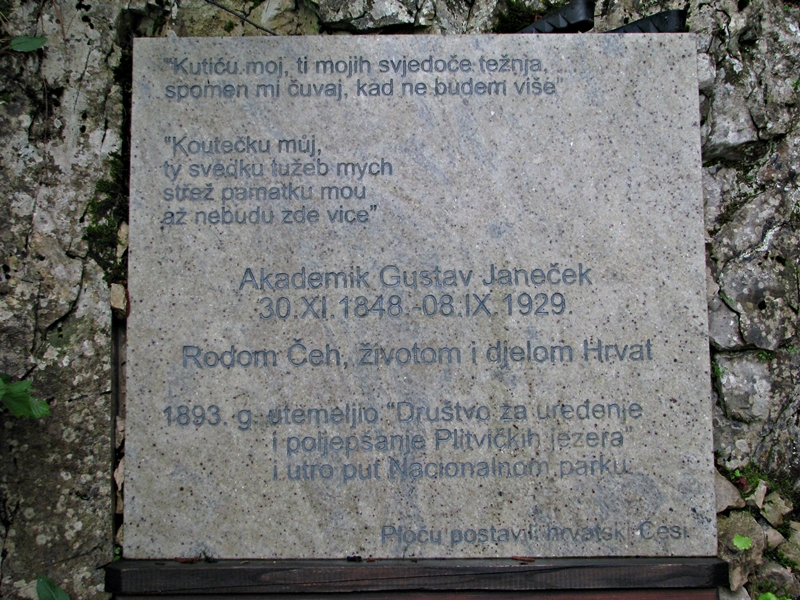 "Kutiću moj, ti mojih svjedoče težnja,
spomen mi čuvaj, kad ne budem više"
"Koutečku můj,
ty svědku tužeb mých
střež památku mou
až nebudu zde více"
Akademik Gustav Janeček
30.XI.1848.-08.IX.1929.
Rodom Čeh, životom i djelom Hrvat
1893. g. utemeljio "Društvo za uređenje
i poljepšanje Plitvičkih jezera"
i utro put Nacionalnom parku.
Ploču postavili hrvatski Česi.